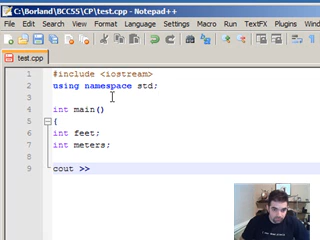 C:\Borland\BCC55\CP\test.cpp - Notepad++
File Edit Search View Format Language Settings Macro Run TextFX Plugins Window
test.cpp
1 #include <iostream>
2 using namespace std;
3
4 int main()
5 {
6 int feet;
7 int meters;
8
9 cout >>